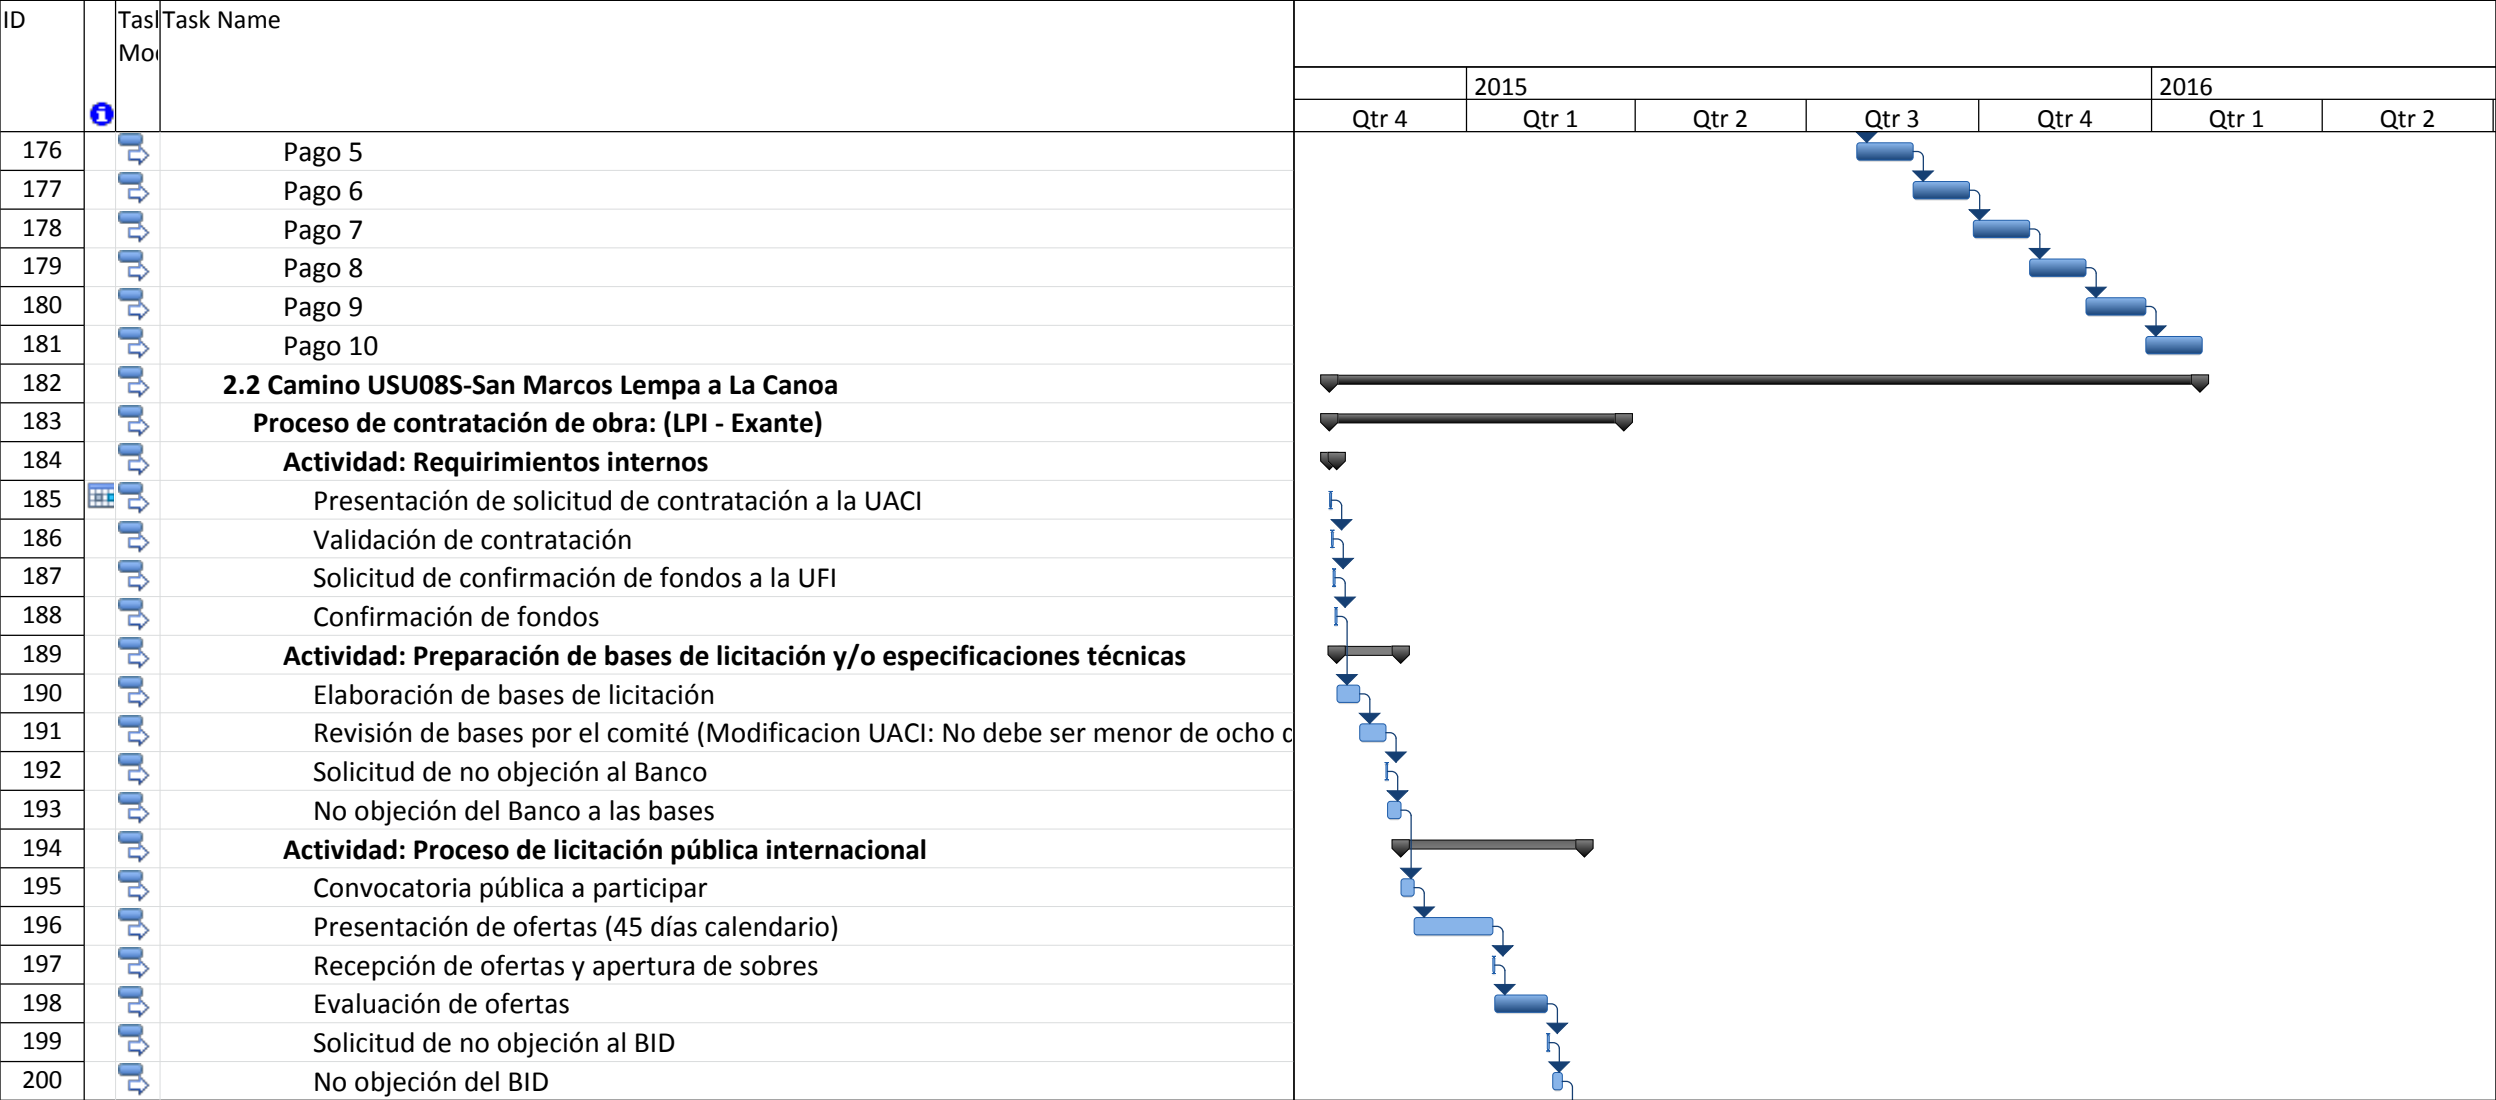 ID
Task Name
2015
2016
Qtr 4 Qtr 1 Qtr 2 Qtr 3 Qtr 4 Qtr 1 Qtr 2
176 Pago 5
177 Pago 6
178 Pago 7
179 Pago 8
180 Pago 9
181 Pago 10
182 2.2 Camino USU08S-San Marcos Lempa a La Canoa
183 Proceso de contratación de obra: (LPI - Exante)
184 Actividad: Requirimientos internos
185 Presentación de solicitud de contratación a la UACI
186 Validación de contratación
187 Solicitud de confirmación de fondos a la UFI
188 Confirmación de fondos
189 Actividad: Preparación de bases de licitación y/o especificaciones técnicas
190 Elaboración de bases de licitación
191 Revisión de bases por el comité (Modificacion UACI: No debe ser menor de ocho
192 Solicitud de no objeción al Banco
193 No objeción del Banco a las bases
194 Actividad: Proceso de licitación pública internacional
195 Convocatoria pública a participar
196 Presentación de ofertas (45 días calendario)
197 Recepción de ofertas y apertura de sobres
198 Evaluación de ofertas
199 Solicitud de no objeción al BID
200 No objeción del BID